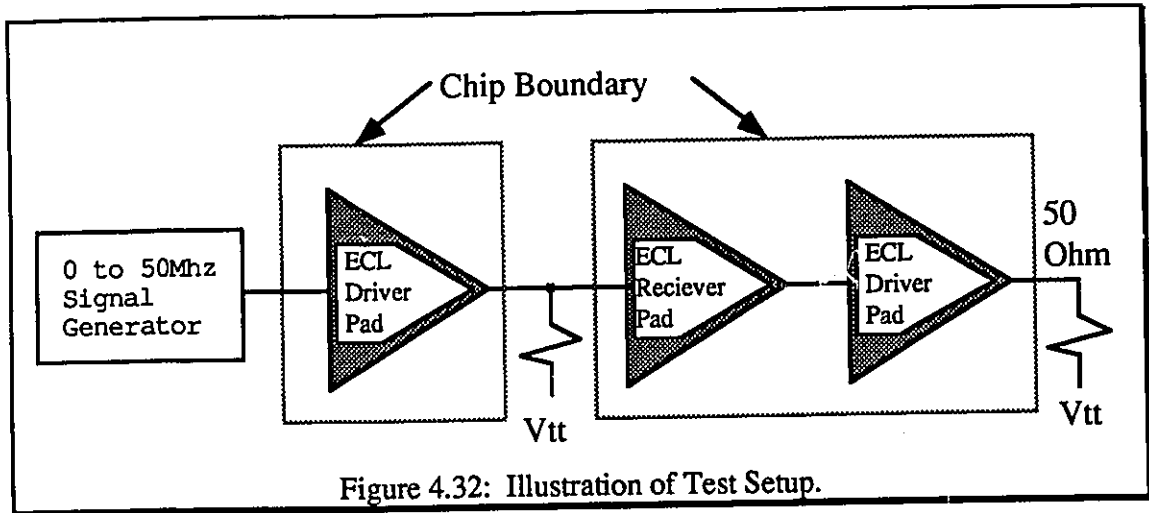 Chip Boundary
0 to 50Mhz
Signal
Generator
ECL
Driver
Pad
Vtt
ECL
Reciever
Pad
ECL
Driver
Pad
50
Ohm
Vtt
Figure 4.32: Illustration of Test Setup.